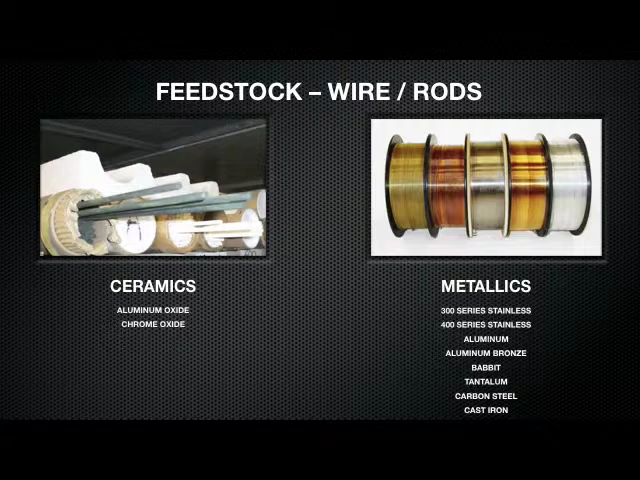 FEEDSTOCK – WIRE / RODS
CERAMICS
ALUMINUM OXIDE
CHROME OXIDE
METALLICS
300 SERIES STAINLESS
400 SERIES STAINLESS
ALUMINUM
ALUMINUM BRONZE
BABBIT
TANTALUM
CARBON STEEL
CAST IRON